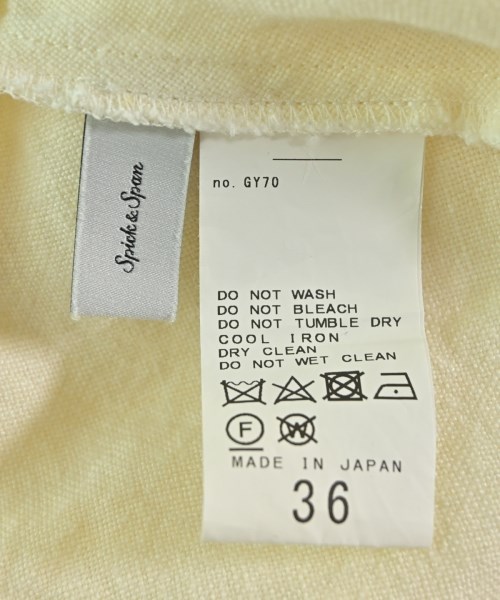 Spick & Span
no. GY70
DO NOT WASH
DO NOT BLEACH
DO NOT TUMBLE DRY
COOL IRON
DRY CLEAN
DO NOT WET CLEAN
F
W
MADE IN JAPAN
36